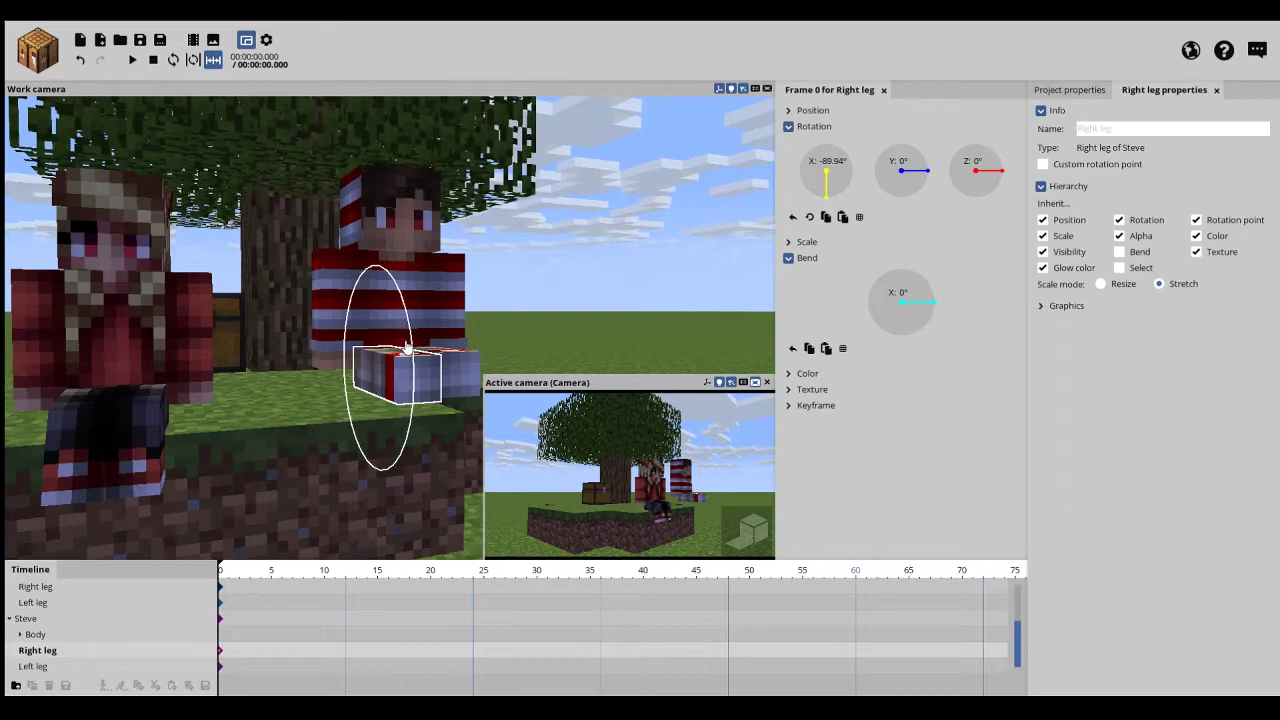 00:00:00.000
/ 00:00:00.000
Work camera
Frame 0 for Right leg
Position
Rotation
X: -89.94°
Y: 0°
Z: 0°
Scale
Bend
X: 0°
Color
Texture
Keyframe
Active camera (Camera)
Project properties
Right leg properties
Info
Name: Right leg
Type: Right leg of Steve
Custom rotation point
Hierarchy
Inherit...
Position Rotation Rotation point
Scale Alpha Color
Visibility Bend Texture
Glow color Select
Scale mode: Resize Stretch
Graphics
Timeline
0 5 10 15 20 25 30 35 40 45 50 55 60 65 70 75
Right leg
Left leg
Steve
Body
Right leg
Left leg